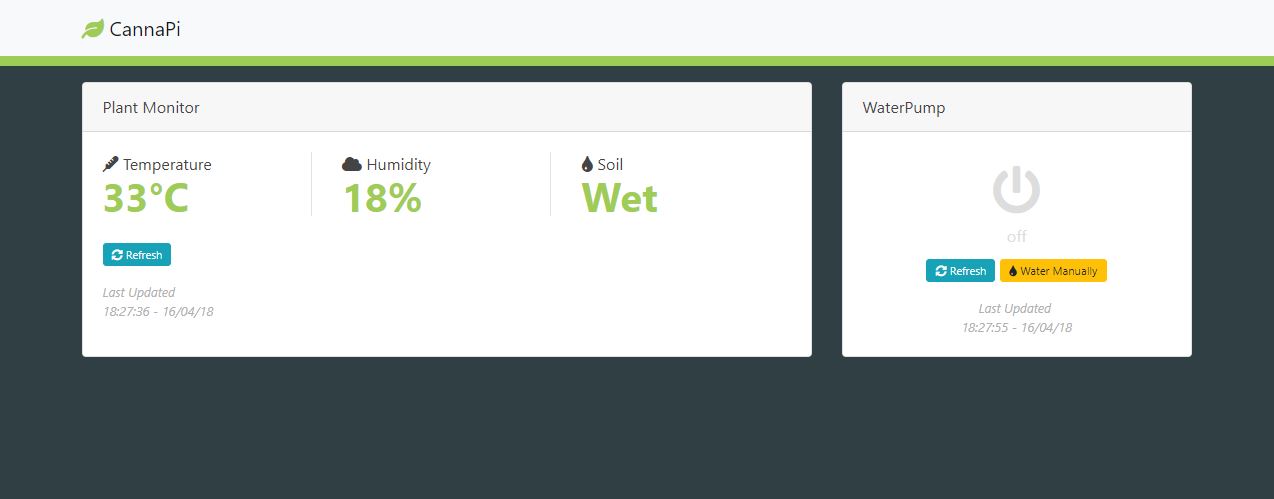 CannaPi
Plant Monitor
Temperature
33°C
Humidity
18%
Soil
Wet
Refresh
Last Updated
18:27:36 - 16/04/18
WaterPump
off
Refresh
Water Manually
Last Updated
18:27:55 - 16/04/18